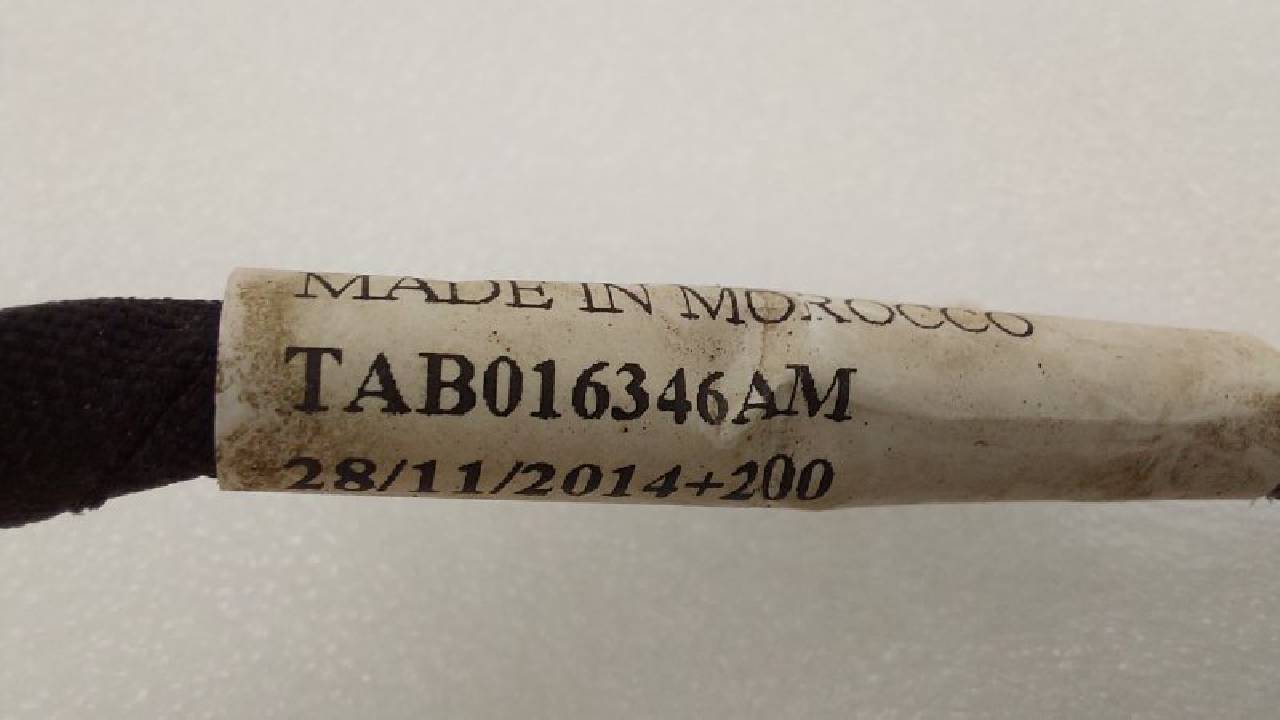 MADE IN MOROCCO
TAB016346AM
28/11/2014+200